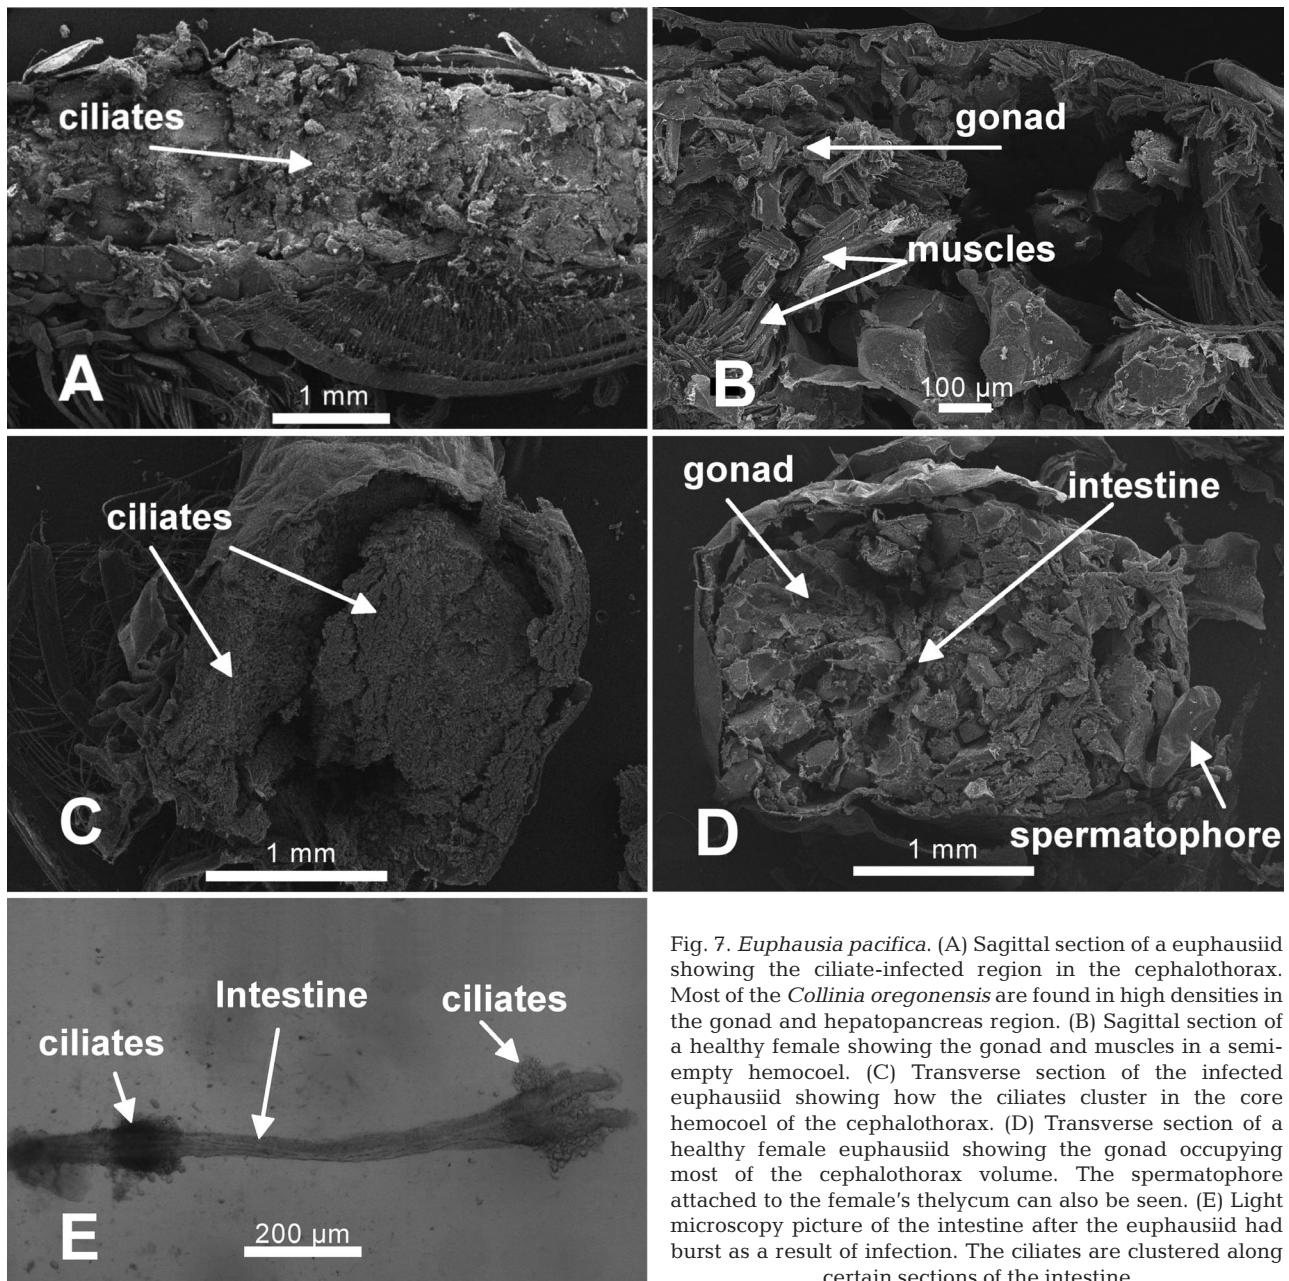 ciliates
A
1 mm
gonad
muscles
B
100 µm
ciliates
C
1 mm
gonad
intestine
spermatophore
D
1 mm
ciliates
Intestine
ciliates
E
200 µm
Fig. 7. Euphausia pacifica. (A) Sagittal section of a euphausiid
showing the ciliate-infected region in the cephalothorax.
Most of the Collinia oregonensis are found in high densities in
the gonad and hepatopancreas region. (B) Sagittal section of
a healthy female showing the gonad and muscles in a semi-
empty hemocoel. (C) Transverse section of the infected
euphausiid showing how the ciliates cluster in the core
hemocoel of the cephalothorax. (D) Transverse section of a
healthy female euphausiid showing the gonad occupying
most of the cephalothorax volume. The spermatophore
attached to the female's thelycum can also be seen. (E) Light
microscopy picture of the intestine after the euphausiid had
burst as a result of infection. The ciliates are clustered along
certain sections of the intestine